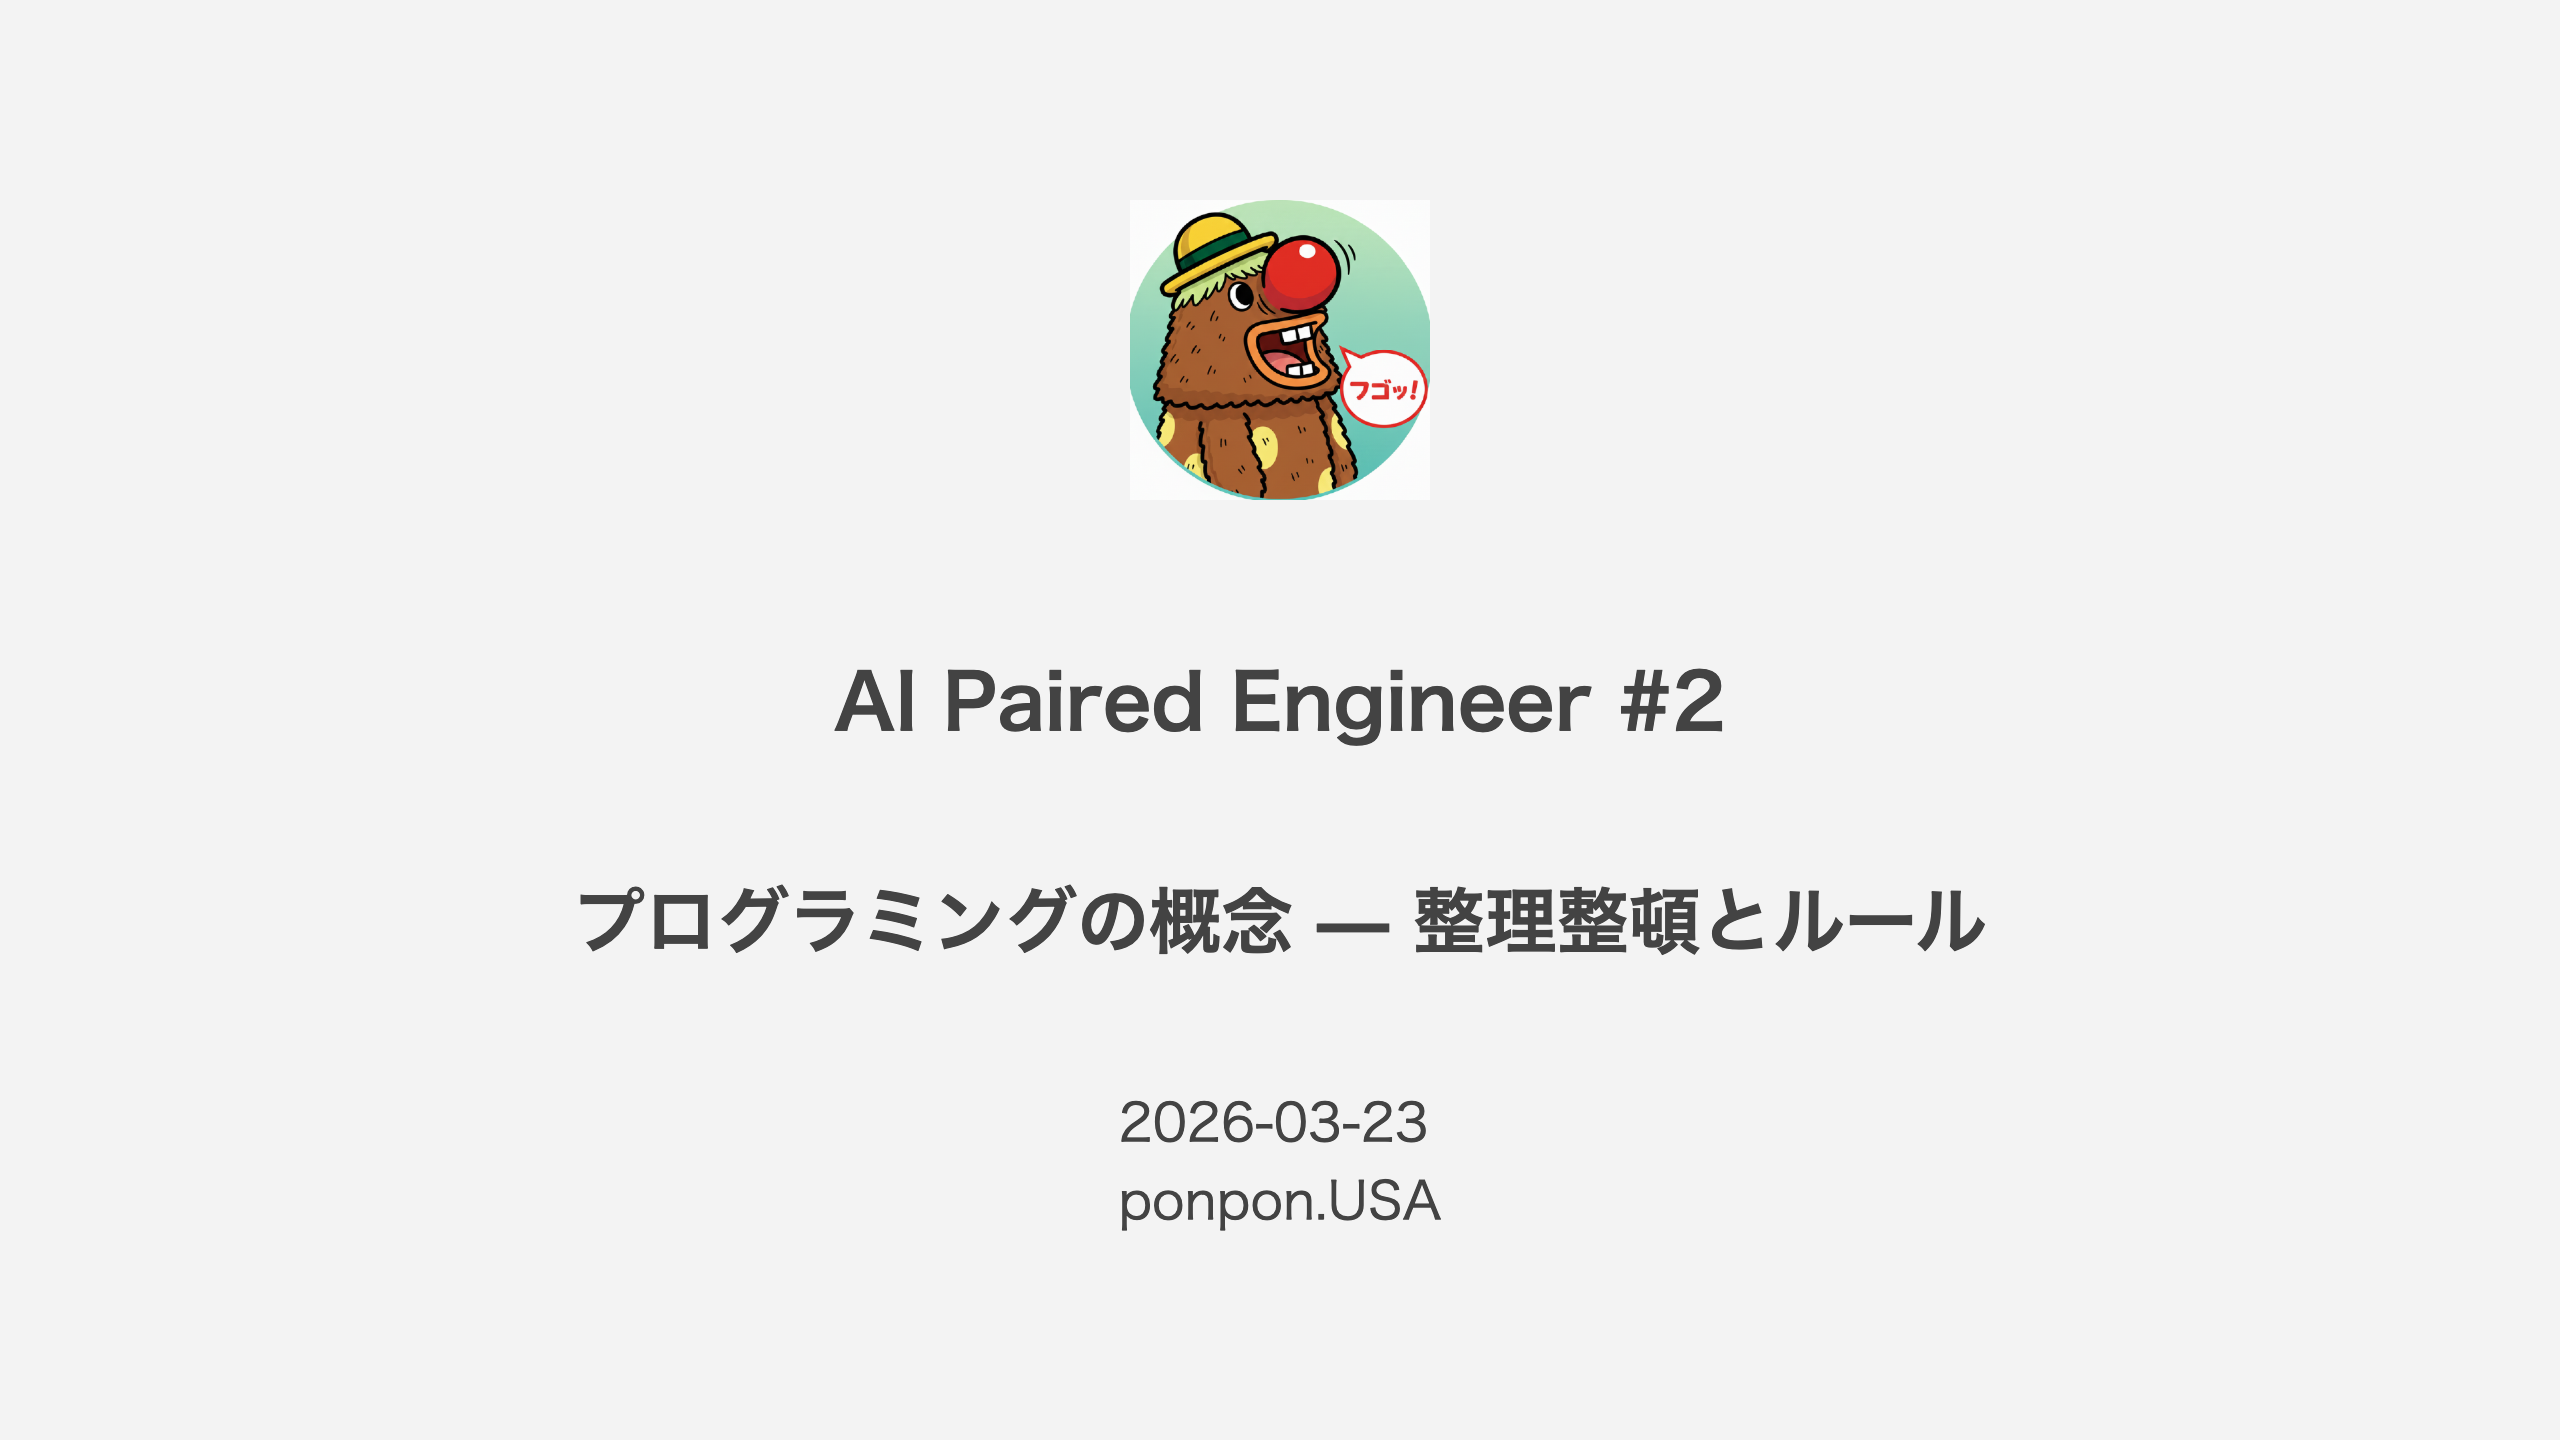 フゴッ!
AI Paired Engineer #2
プログラミングの概念 — 整理整頓とルール
2026-03-23
ponpon.USA